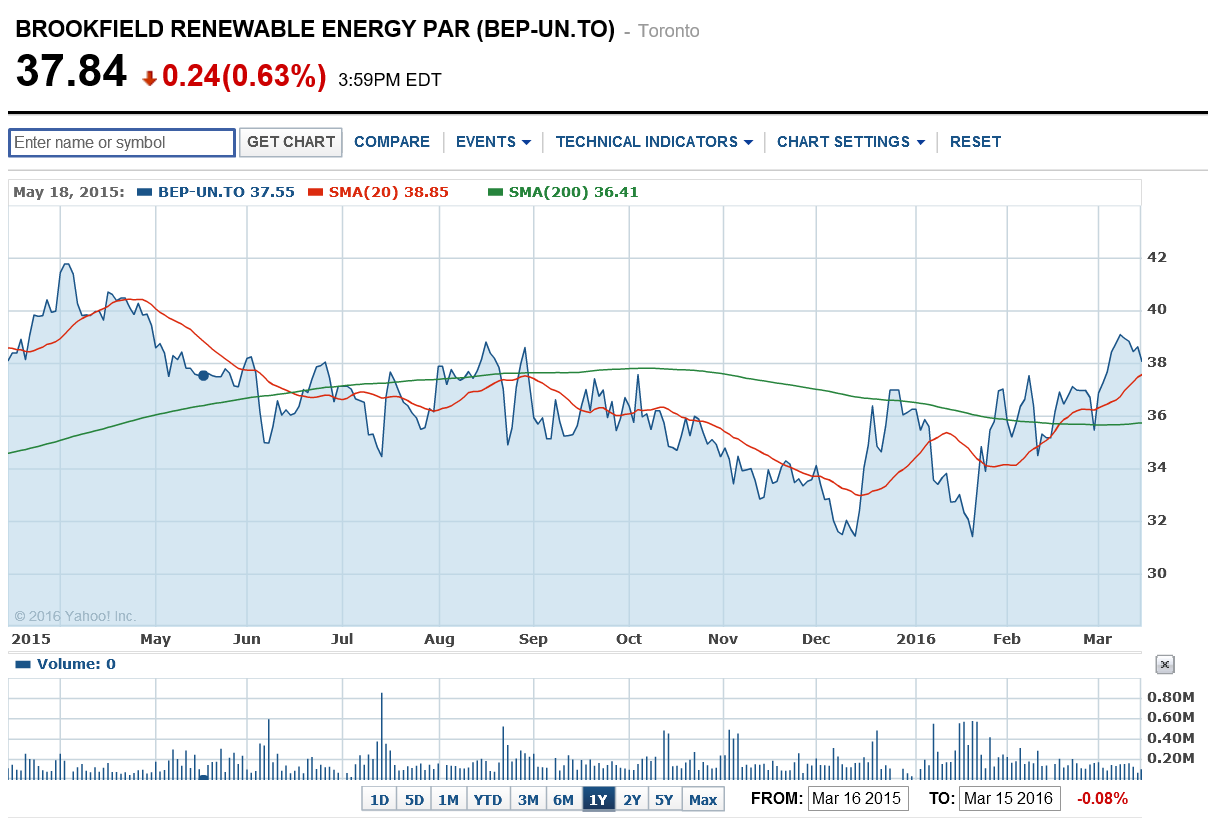 BROOKFIELD RENEWABLE ENERGY PAR (BEP-UN.TO) - Toronto
37.84 0.24(0.63%) 3:59PM EDT
Enter name or symbol GET CHART COMPARE EVENTS TECHNICAL INDICATORS CHART SETTINGS RESET
May 18, 2015: BEP-UN.TO 37.55 SMA(20) 38.85 SMA(200) 36.41
42
40
38
36
34
32
30
© 2016 Yahoo! Inc.
2015 May Jun Jul Aug Sep Oct Nov Dec 2016 Feb Mar
Volume: 0
0.80M
0.60M
0.40M
0.20M
1D 5D 1M YTD 3M 6M 1Y 2Y 5Y Max FROM: Mar 16 2015 TO: Mar 15 2016 -0.08%